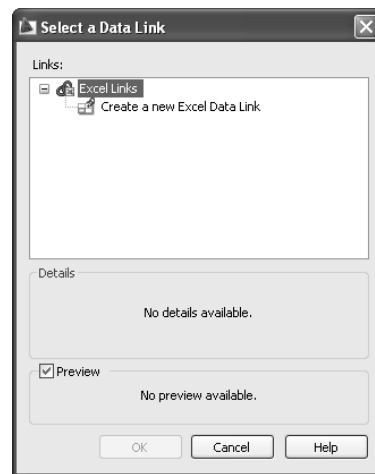 Select a Data Link
Links:
Excel Links
Create a new Excel Data Link
Details
No details available.
Preview
No preview available.
OK
Cancel
Help